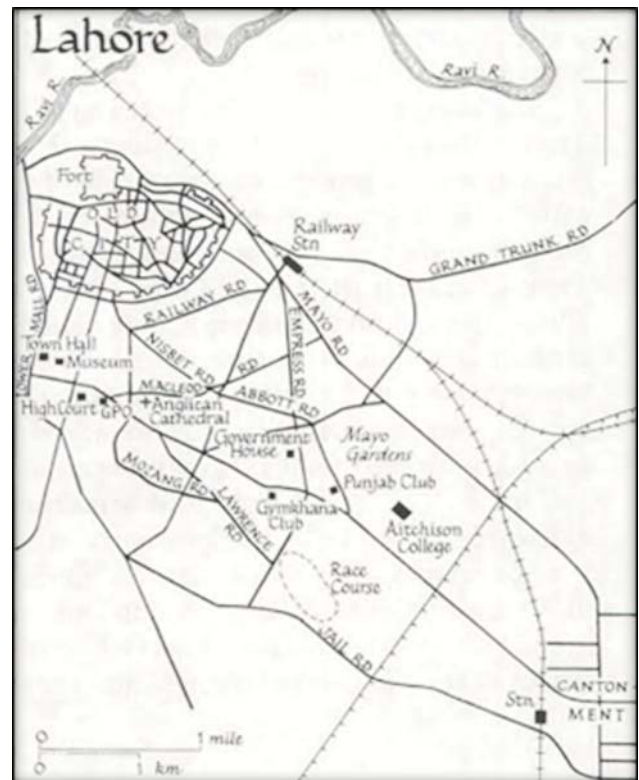 Lahore
Ravi R.
Ravi R.
N
Fort
OLD
CITY
Railway
Stn
GRAND TRUNK RD
LOWER MALL RD
RAILWAY RD
MAYO RD
EMPRESS RD
NISBET RD
Town Hall
Museum
MACLEOD RD
ABBOTT RD
High Court
GPO
Anglican
Cathedral
Government
House
Mayo
Gardens
Punjab Club
MOZANG RD
LAWRENCE
RD
Gymkhana
Club
Aitchison
College
Race
Course
JAIL RD
Stn
CANTON
MENT
0
1 mile
0
1 km